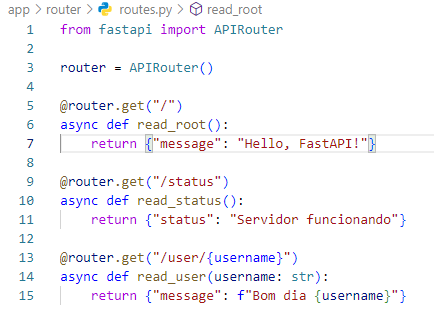 app > router > routes.py > read_root
1 from fastapi import APIRouter
2
3 router = APIRouter()
4
5 @router.get("/")
6 async def read_root():
7     return {"message": "Hello, FastAPI!"}
8
9 @router.get("/status")
10 async def read_status():
11     return {"status": "Servidor funcionando"}
12
13 @router.get("/user/{username}")
14 async def read_user(username: str):
15     return {"message": f"Bom dia {username}"}